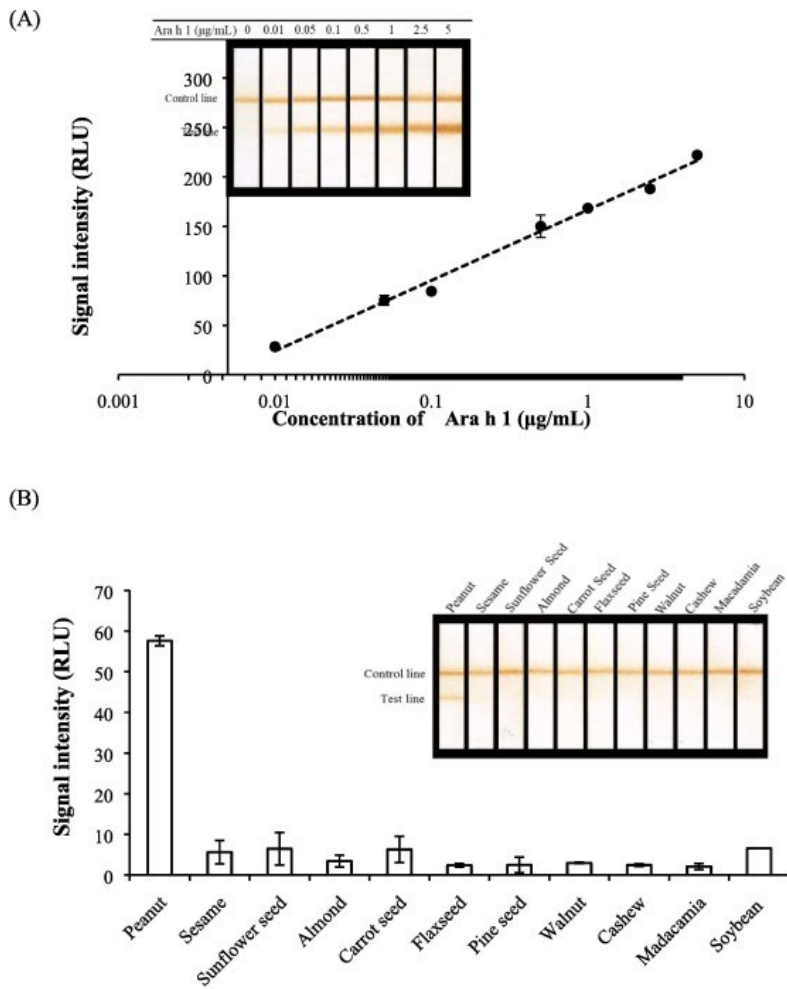 (A)
Ara h 1 (µg/mL) 0 0.01 0.05 0.1 0.5 1 2.5 5
Control line
Test line
300
250
200
150
100
50
0
Signal intensity (RLU)
0.001 0.01 0.1 1 10
Concentration of Ara h 1 (µg/mL)
(B)
Peanut
Sesame
Sunflower Seed
Almond
Carrot Seed
Flaxseed
Pine Seed
Walnut
Cashew
Macadamia
Soybean
Control line
Test line
70
60
50
40
30
20
10
0
Signal intensity (RLU)
Peanut
Sesame
Sunflower seed
Almond
Carrot seed
Flaxseed
Pine seed
Walnut
Cashew
Madacamia
Soybean